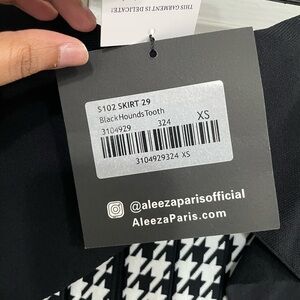 THIS GARMENT IS DELICATE!
S102 SKIRT 29
BlackHoundsTooth
3104929 324 XS
3104929324 XS
@aleezaparisofficial
AleezaParis.com